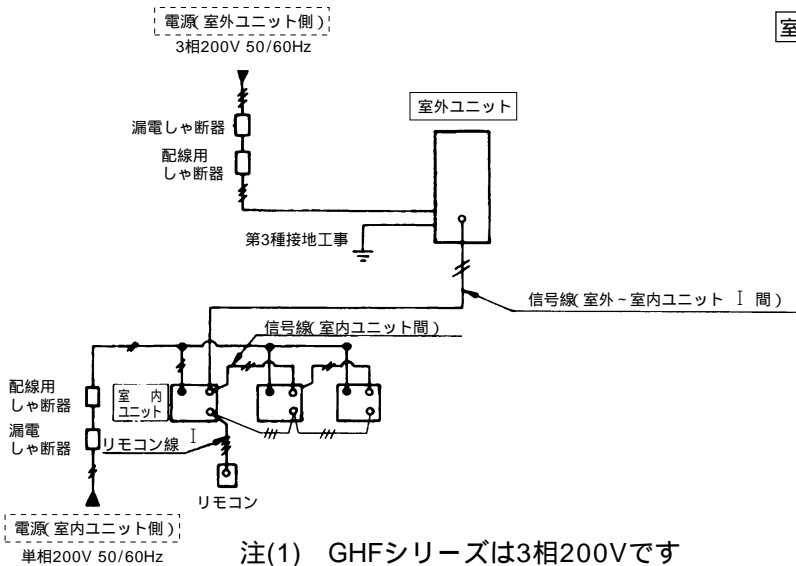 電源(室外ユニット側)
3相200V 50/60Hz
室
漏電しゃ断器
配線用
しゃ断器
室外ユニット
第3種接地工事
信号線(室外~室内ユニット I 間)
信号線(室内ユニット間)
配線用
しゃ断器
室 内
ユニット
漏電
しゃ断器
リモコン線
I
リモコン
電源(室内ユニット側)
単相200V 50/60Hz
注(1) GHFシリーズは3相200Vです